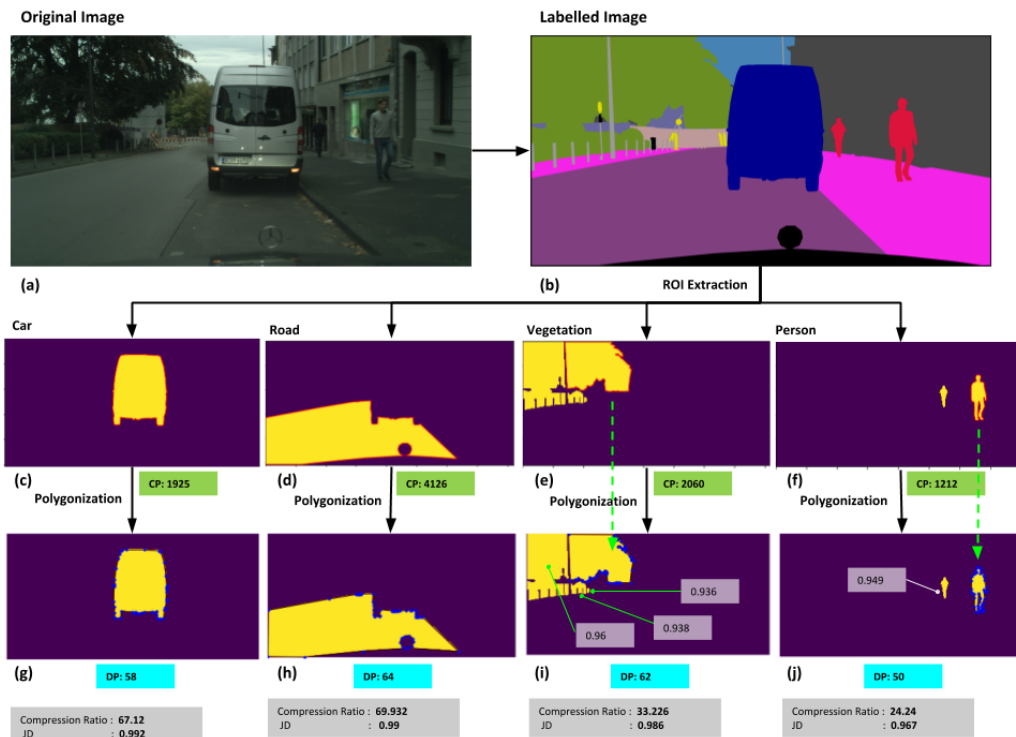 Original Image
Labelled Image
(a)
(b)
ROI Extraction
Car
Road
Vegetation
Person
(c)
CP: 1925
(d)
CP: 4126
(e)
CP: 2060
(f)
CP: 1212
Polygonization
Polygonization
Polygonization
Polygonization
0.936
0.938
0.96
0.949
(g)
DP: 58
(h)
DP: 64
(i)
DP: 62
(j)
DP: 50
Compression Ratio : 67.12
JD : 0.992
Compression Ratio : 69.932
JD : 0.99
Compression Ratio : 33.226
JD : 0.986
Compression Ratio : 24.24
JD : 0.967